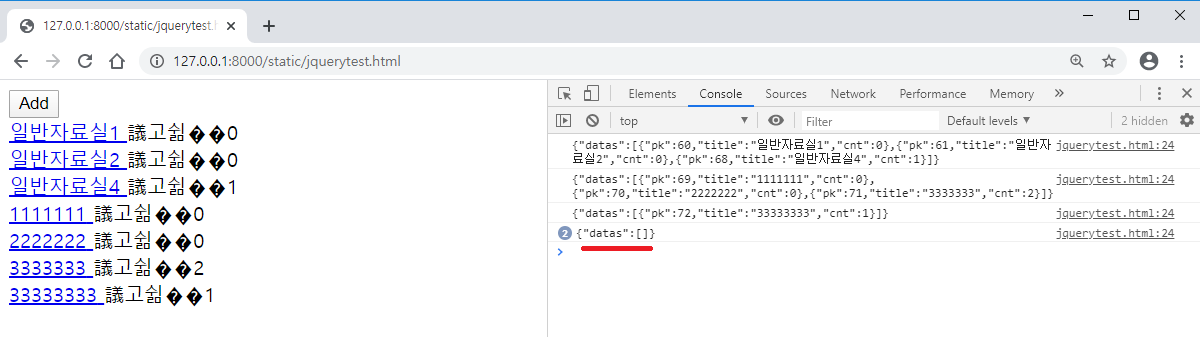 127.0.0.1:8000/static/jquerytest.h
127.0.0.1:8000/static/jquerytest.html
Add
일반자료실1 議고쉶��0
일반자료실2 議고쉶��0
일반자료실4 議고쉶��1
1111111 議고쉶��0
2222222 議고쉶��0
3333333 議고쉶��2
33333333 議고쉶��1
Elements Console Sources Network Performance Memory »
top Filter Default levels 2 hidden
{"datas":[{"pk":60,"title":"일반자료실1","cnt":0},{"pk":61,"title":"일반자 jquerytest.html:24
료실2","cnt":0},{"pk":68,"title":"일반자료실4","cnt":1}]}
{"datas":[{"pk":69,"title":"1111111","cnt":0}, jquerytest.html:24
{"pk":70,"title":"2222222","cnt":0},{"pk":71,"title":"3333333","cnt":2}]}
{"datas":[{"pk":72,"title":"33333333","cnt":1}]} jquerytest.html:24
2 {"datas":[]} jquerytest.html:24